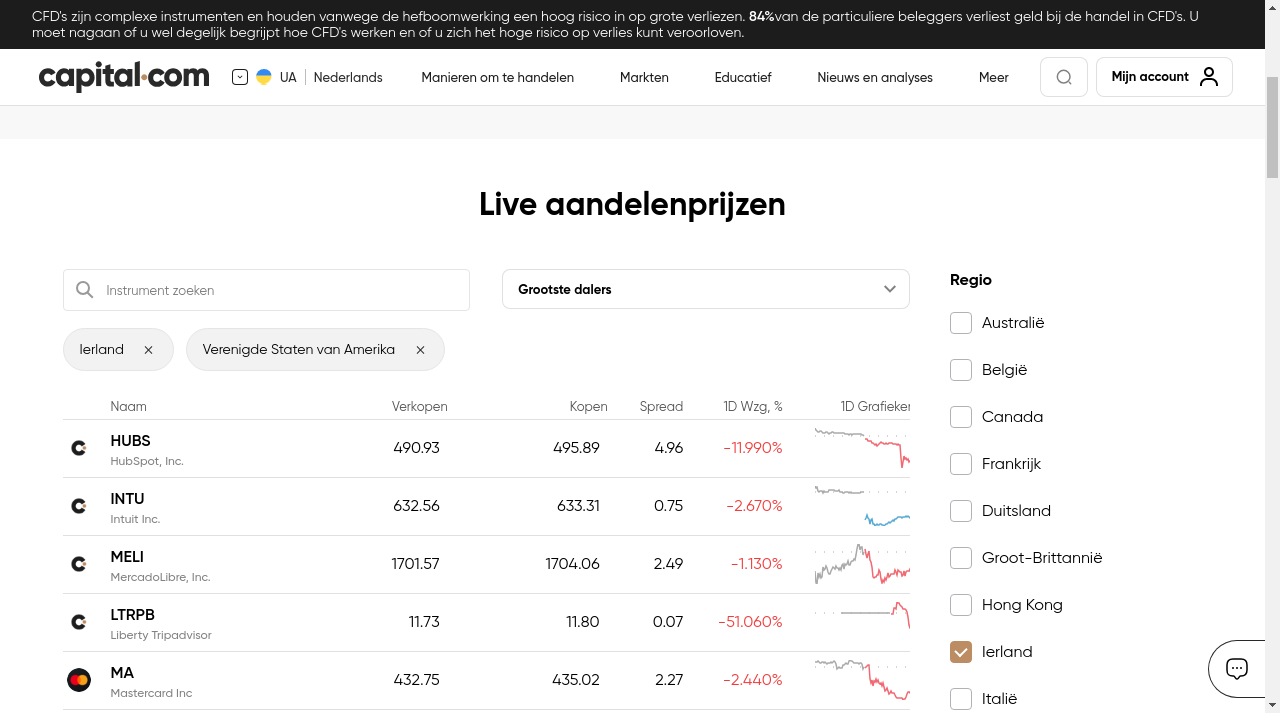 CFD's zijn complexe instrumenten en houden vanwege de hefboomwerking een hoog risico in op grote verliezen. 84%van de particuliere beleggers verliest geld bij de handel in CFD's. U
moet nagaan of u wel degelijk begrijpt hoe CFD's werken en of u zich het hoge risico op verlies kunt veroorloven.
capital.com UA Nederlands Manieren om te handelen Markten Educatief Nieuws en analyses Meer Mijn account
Live aandelenprijzen
Instrument zoeken Grootste dalers
Ierland Verenigde Staten van Amerika
Naam Verkopen Kopen Spread 1D Wzg, % 1D Grafieken
HUBS 490.93 495.89 4.96 -11.990%
HubSpot, Inc.
INTU 632.56 633.31 0.75 -2.670%
Intuit Inc.
MELI 1701.57 1704.06 2.49 -1.130%
MercadoLibre, Inc.
LTRPB 11.73 11.80 0.07 -51.060%
Liberty Tripadvisor
MA 432.75 435.02 2.27 -2.440%
Mastercard Inc
Regio
Australië
België
Canada
Frankrijk
Duitsland
Groot-Brittannië
Hong Kong
Ierland
Italië